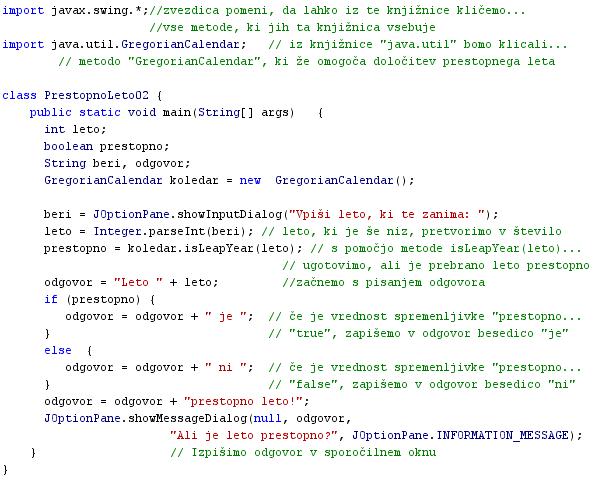 import javax.swing.*;//zvezdica pomeni, da lahko iz te knjižnice kličemo...
//vse metode, ki jih ta knjižnica vsebuje
import java.util.GregorianCalendar;   // iz knjižnice "java.util" bomo klicali...
// metodo "GregorianCalendar", ki že omogoča določitev prestopnega leta
class PrestopnoLeto02 {
public static void main(String[] args)   {
int leto;
boolean prestopno;
String beri, odgovor;
GregorianCalendar koledar = new  GregorianCalendar();
beri = JOptionPane.showInputDialog("Vpiši leto, ki te zanima: ");
leto = Integer.parseInt(beri); // leto, ki je še niz, pretvorimo v število
prestopno = koledar.isLeapYear(leto); // s pomočjo metode isLeapYear(leto)...
// ugotovimo, ali je prebrano leto prestopno
odgovor = "Leto " + leto;         //začnemo s pisanjem odgovora
if (prestopno) {
odgovor = odgovor + " je ";  // če je vrednost spremenljivke "prestopno...
}                               // "true", zapišemo v odgovor besedico "je"
else  {
odgovor = odgovor + " ni ";  // če je vrednost spremenljivke "prestopno...
}                               // "false", zapišemo v odgovor besedico "ni"
odgovor = odgovor + "prestopno leto!";
JOptionPane.showMessageDialog(null, odgovor,
"Ali je leto prestopno?", JOptionPane.INFORMATION_MESSAGE);
}                   // Izpišimo odgovor v sporočilnem oknu
}